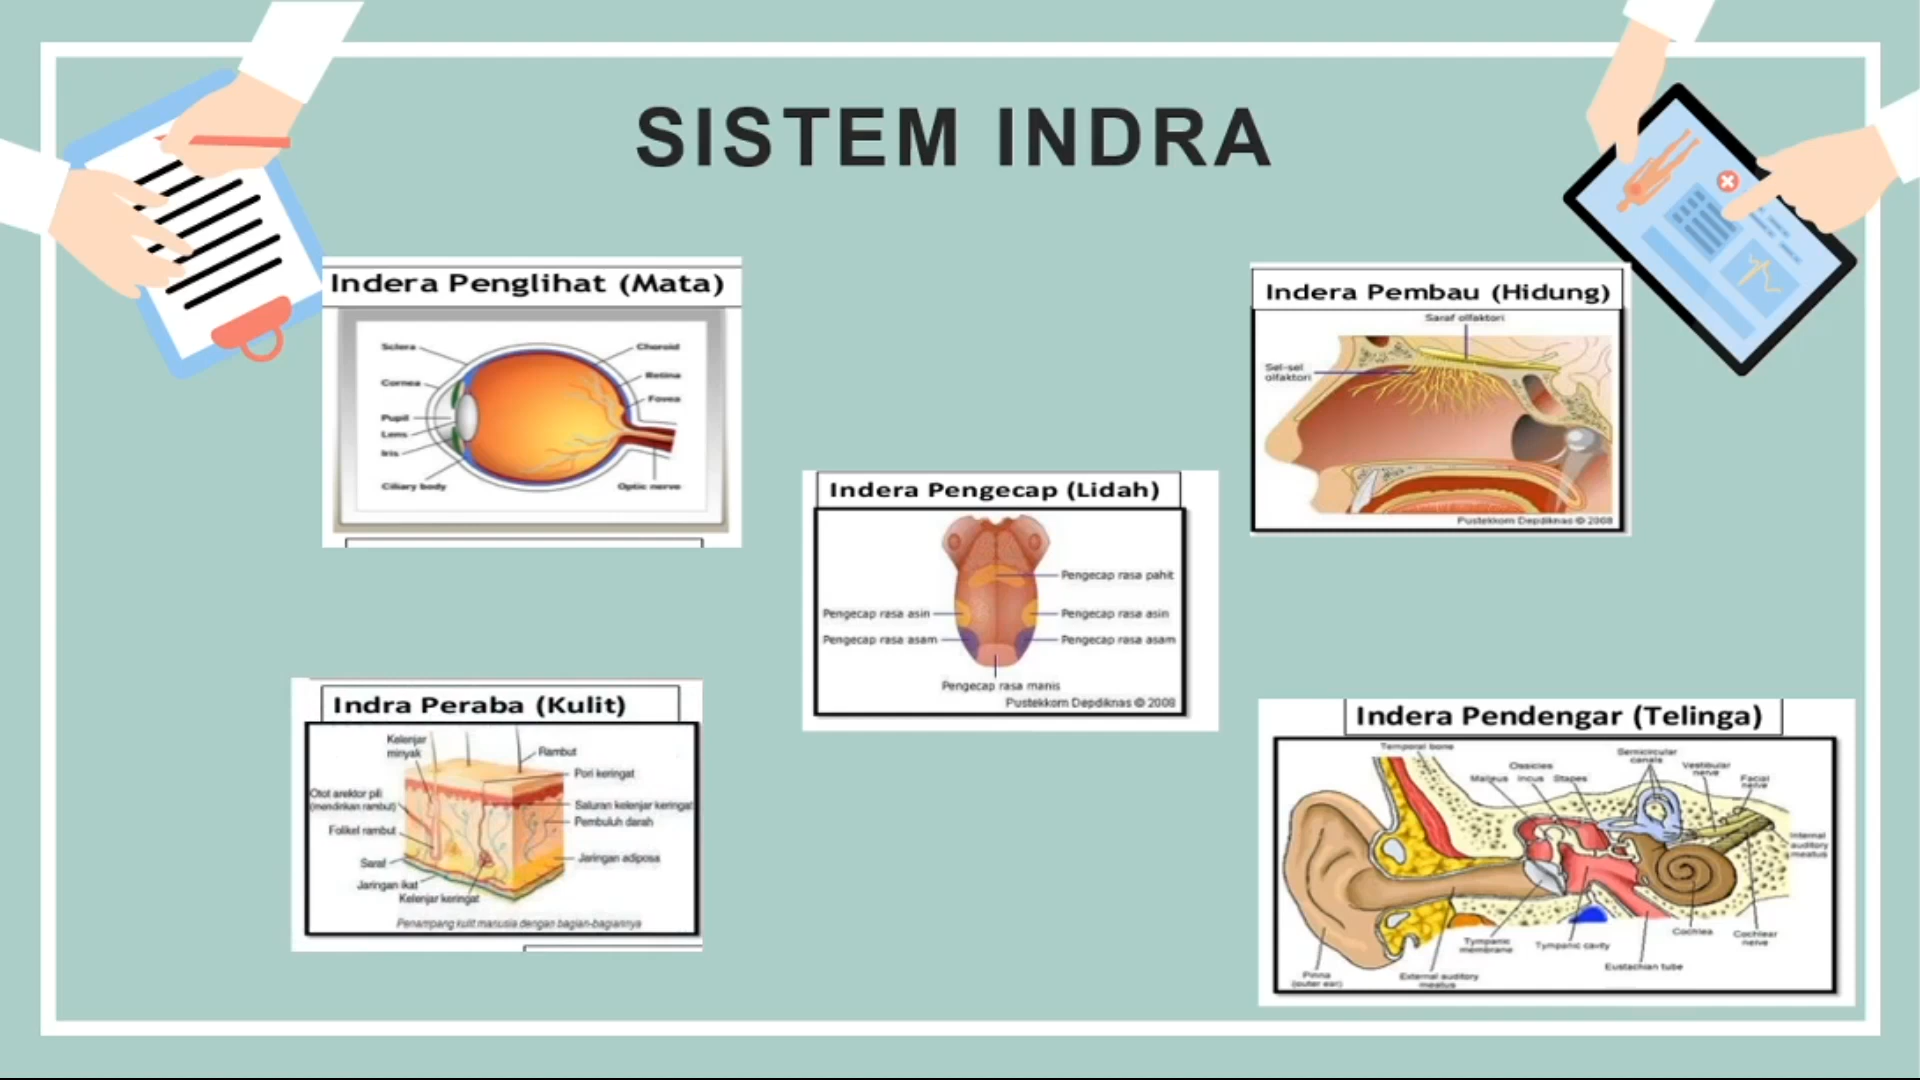 SISTEM INDRA
Indera Penglihat (Mata)
Sclera
Choroid
Retina
Cornea
Fovea
Pupil
Lens
Iris
Ciliary body
Optic nerve
Indera Pembau (Hidung)
Saraf olfaktori
Sel-sel
olfaktori
Pustekkom Depdiknas © 2008
Indera Pengecap (Lidah)
Pengecap rasa pahit
Pengecap rasa asin
Pengecap rasa asin
Pengecap rasa asam
Pengecap rasa asam
Pengecap rasa manis
Pustekkom Depdiknas © 2008
Indra Peraba (Kulit)
Kelenjar
minyak
Rambut
Pori keringat
Otot arektor pili
(mendirikan rambut)
Saluran kelenjar keringat
Pembuluh darah
Folikel rambut
Saraf
Jaringan adiposa
Jaringan ikat
Kelenjar keringat
Penampang kulit manusia dengan bagian-bagiannya
Indera Pendengar (Telinga)
Temporal bone
Semicircular
canals
Ossicles
Vestibular
nerve
Malleus
Incus
Stapes
Facial
nerve
Internal
auditory
meatus
Tympanic
membrane
Tympanic cavity
Cochlea
Cochlear
nerve
Eustachian tube
Pinna
(outer ear)
External auditory
meatus